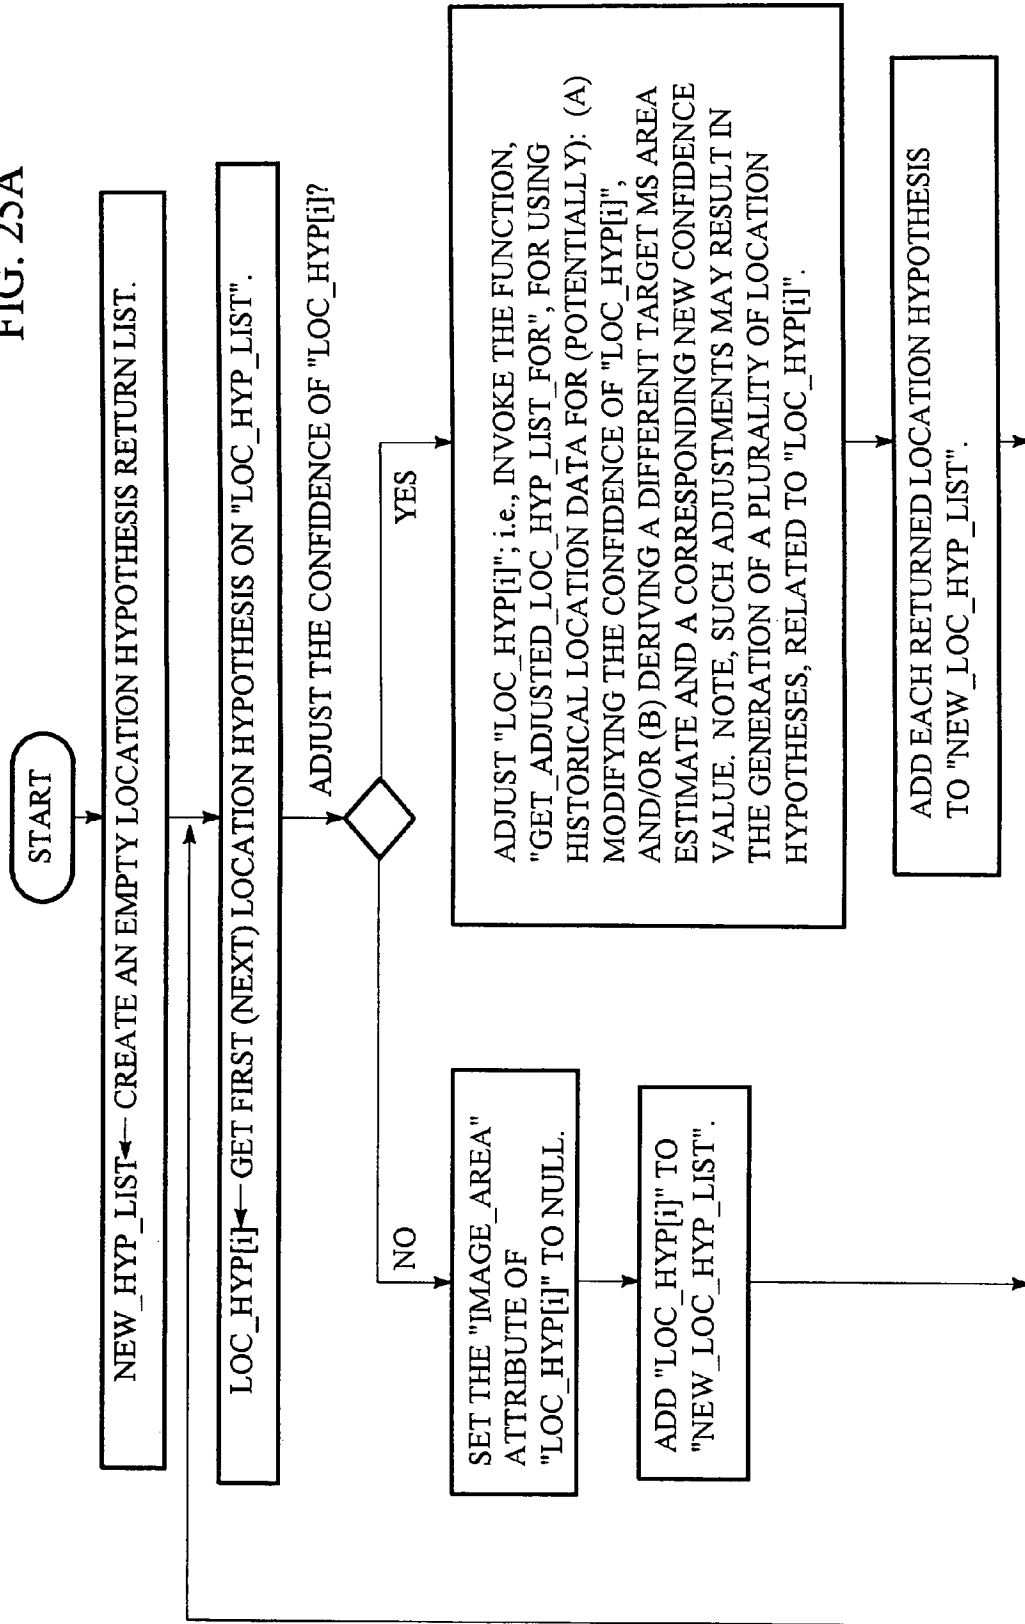 FIG. 25A
START
NEW_HYP_LIST CREATE AN EMPTY LOCATION HYPOTHESIS RETURN LIST.
LOC_HYP[i] GET FIRST (NEXT) LOCATION HYPOTHESIS ON "LOC_HYP_LIST".
ADJUST THE CONFIDENCE OF "LOC_HYP[i]?
NO
YES
SET THE "IMAGE_AREA"
ATTRIBUTE OF
"LOC_HYP[i]" TO NULL.
ADD "LOC_HYP[i]" TO
"NEW_LOC_HYP_LIST".
ADJUST "LOC_HYP[i]"; i.e., INVOKE THE FUNCTION,
"GET_ADJUSTED_LOC_HYP_LIST_FOR", FOR USING
HISTORICAL LOCATION DATA FOR (POTENTIALLY): (A)
MODIFYING THE CONFIDENCE OF "LOC_HYP[i]",
AND/OR (B) DERIVING A DIFFERENT TARGET MS AREA
ESTIMATE AND A CORRESPONDING NEW CONFIDENCE
VALUE. NOTE, SUCH ADJUSTMENTS MAY RESULT IN
THE GENERATION OF A PLURALITY OF LOCATION
HYPOTHESES, RELATED TO "LOC_HYP[i]".
ADD EACH RETURNED LOCATION HYPOTHESIS
TO "NEW_LOC_HYP_LIST".